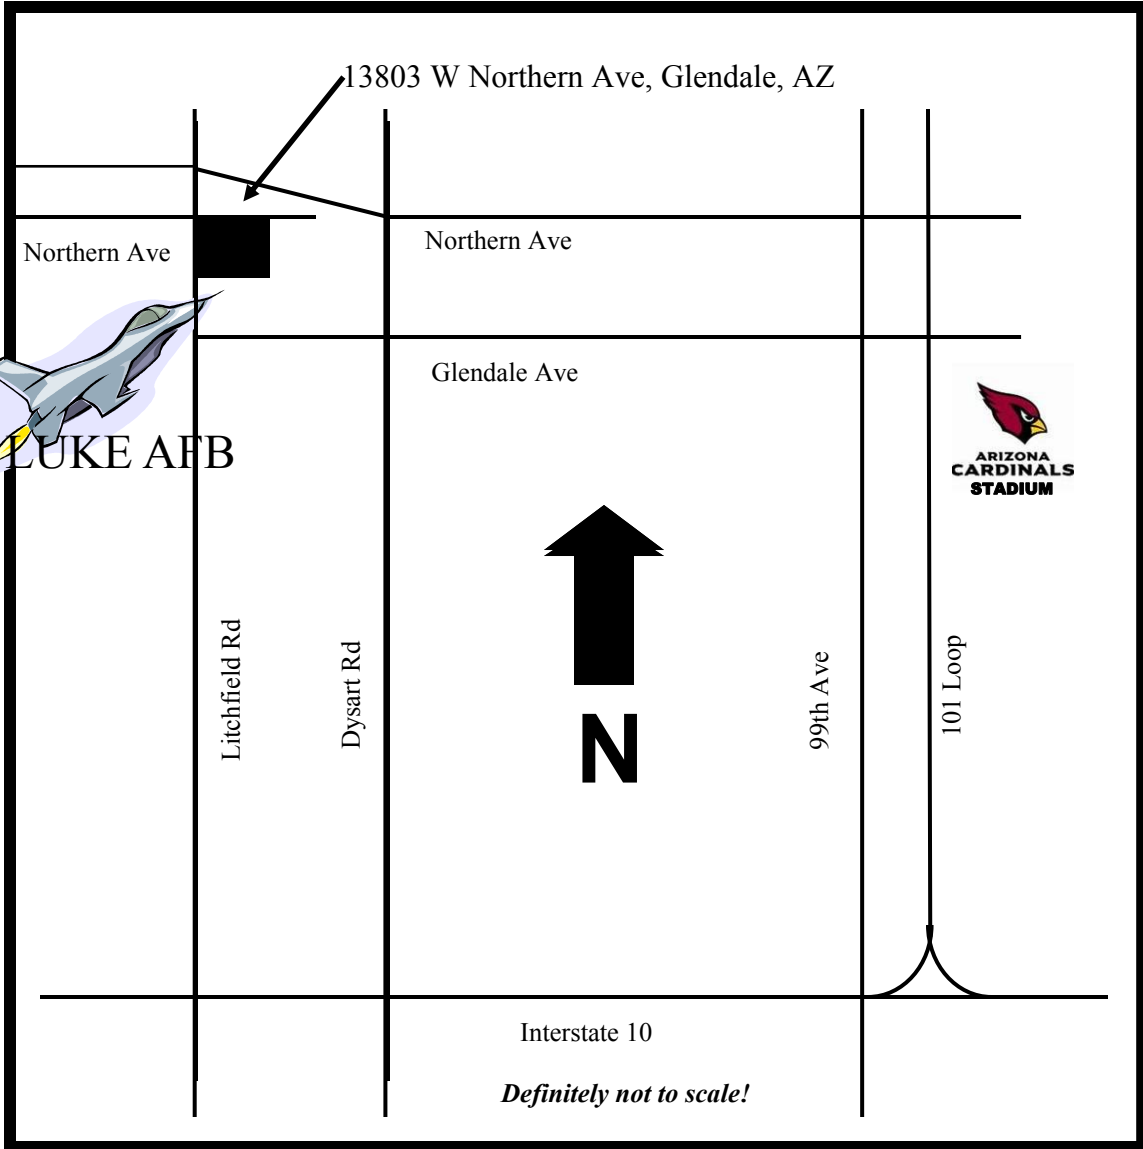 13803 W Northern Ave, Glendale, AZ
Northern Ave
Northern Ave
Glendale Ave
LUKE AFB
ARIZONA
CARDINALS
STADIUM
Litchfield Rd
Dysart Rd
99th Ave
101 Loop
N
Interstate 10
Definitely not to scale!